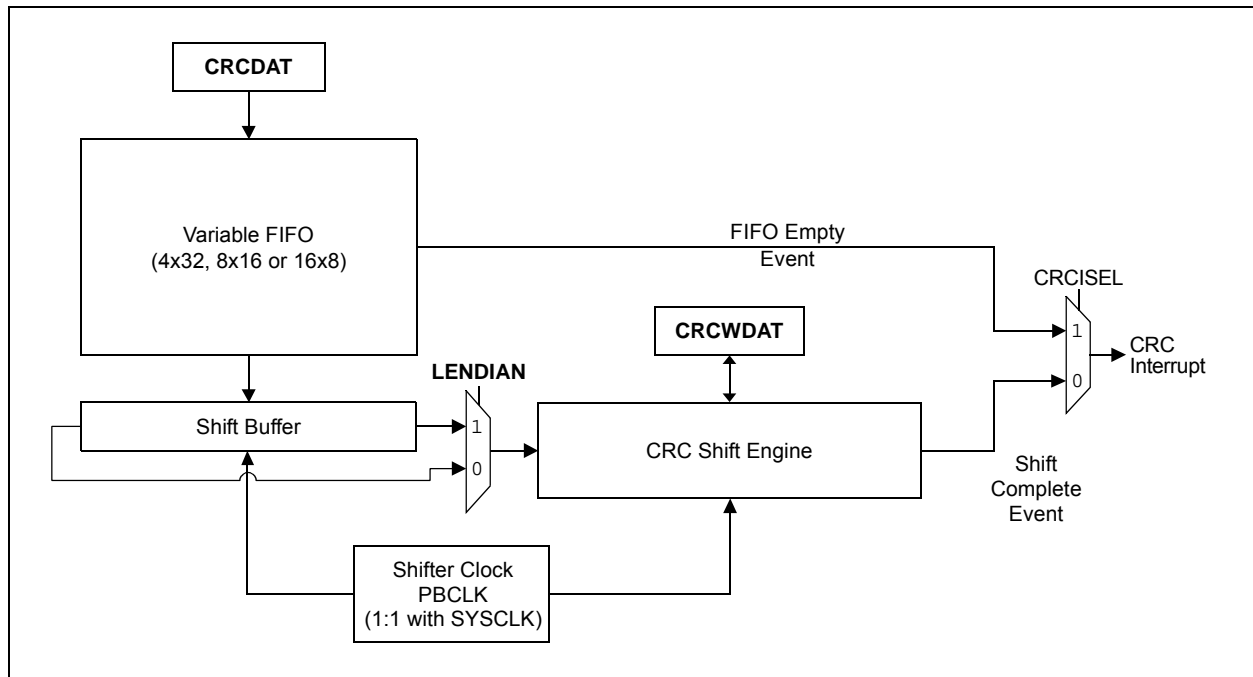 CRCDAT
Variable FIFO
(4x32, 8x16 or 16x8)
FIFO Empty
Event
CRCISEL
1
0
CRC
Interrupt
CRCWDAT
LENDIAN
Shift Buffer
1
0
CRC Shift Engine
Shift
Complete
Event
Shifter Clock
PBCLK
(1:1 with SYSCLK)